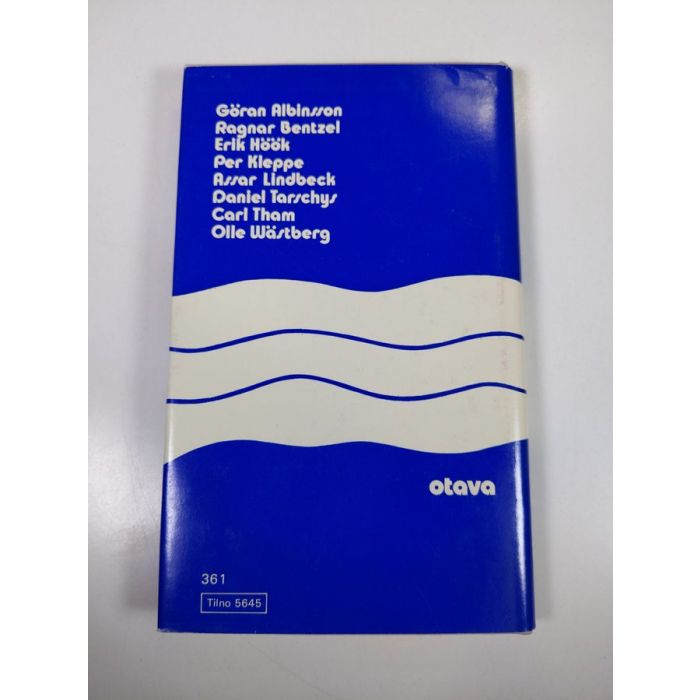 Göran Albinsson
Ragnar Bentzel
Erik Höök
Per Kleppe
Assar Lindbeck
Daniel Tarschys
Carl Tham
Olle Wästberg
otava
361
Tilno 5645